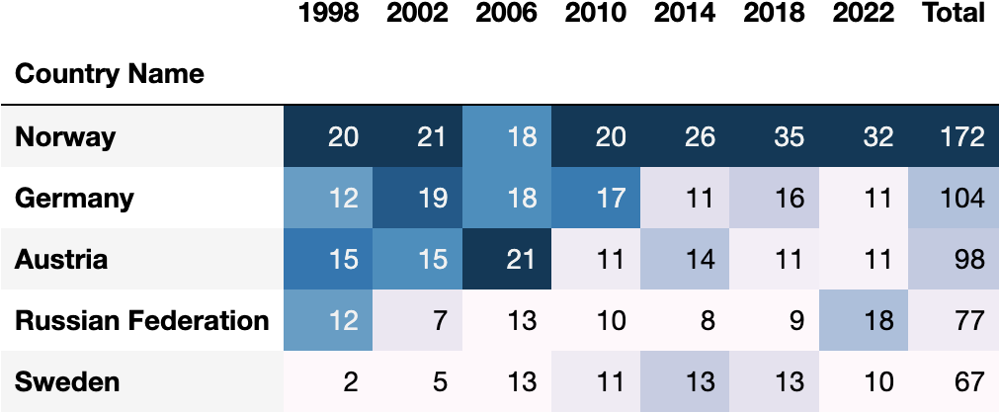 1998 2002 2006 2010 2014 2018 2022 Total
Country Name
Norway 20 21 18 20 26 35 32 172
Germany 12 19 18 17 11 16 11 104
Austria 15 15 21 11 14 11 11 98
Russian Federation 12 7 13 10 8 9 18 77
Sweden 2 5 13 11 13 13 10 67